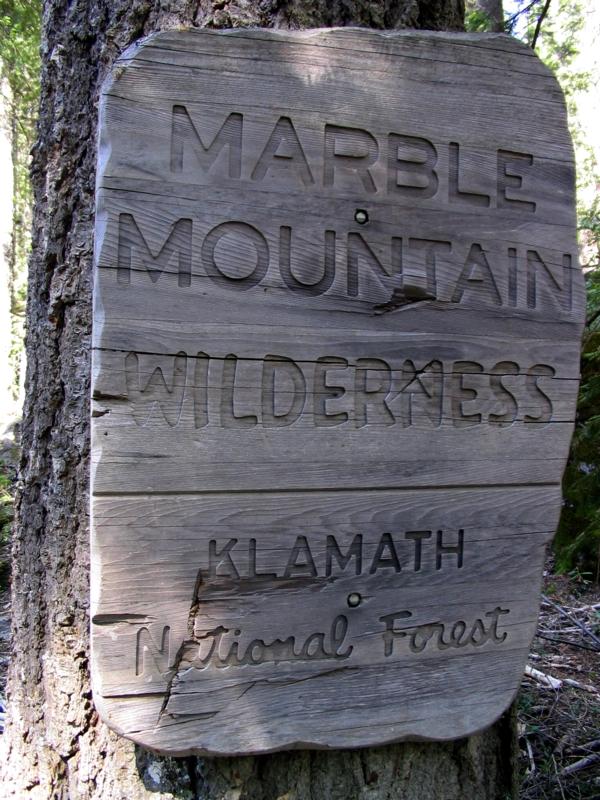 MARBLE
MOUNTAIN
WILDERNESS
KLAMATH
National Forest